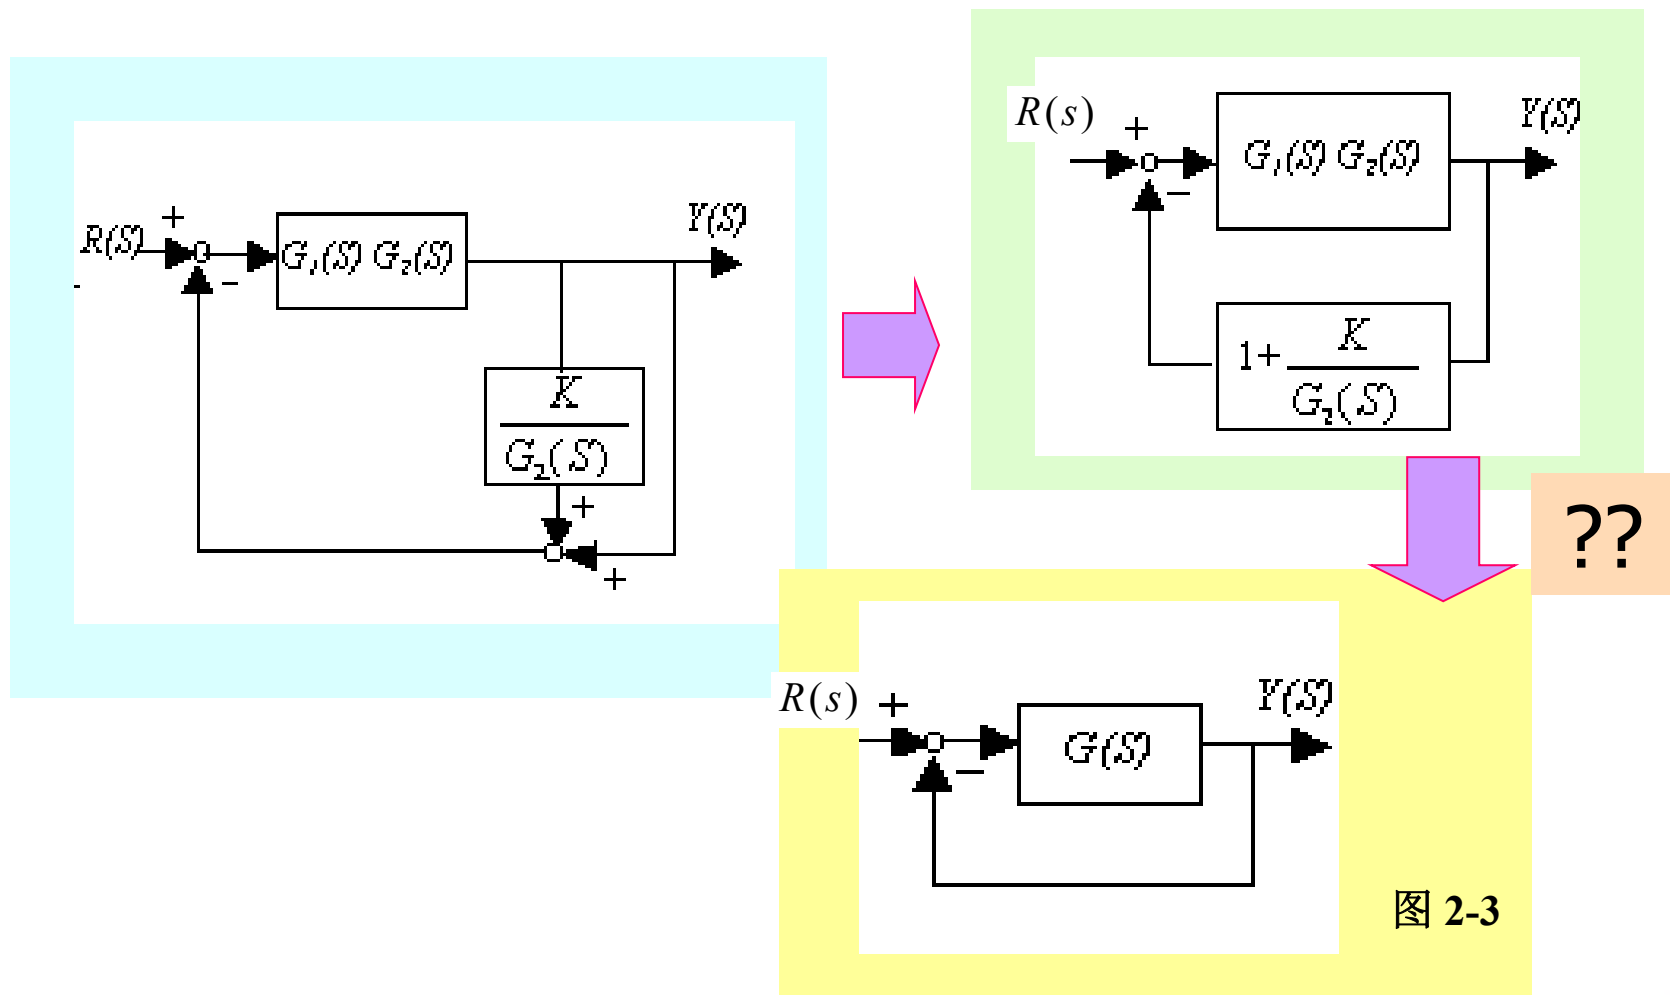 R(S)
+
−
G₁(S) G₂(S)
Y(S)
K
G₂(S)
+
+
R(s)
+
−
G₁(S) G₂(S)
Y(S)
1+ K
G₂(S)
??
R(s)
+
−
G(S)
Y(S)
图 2-3